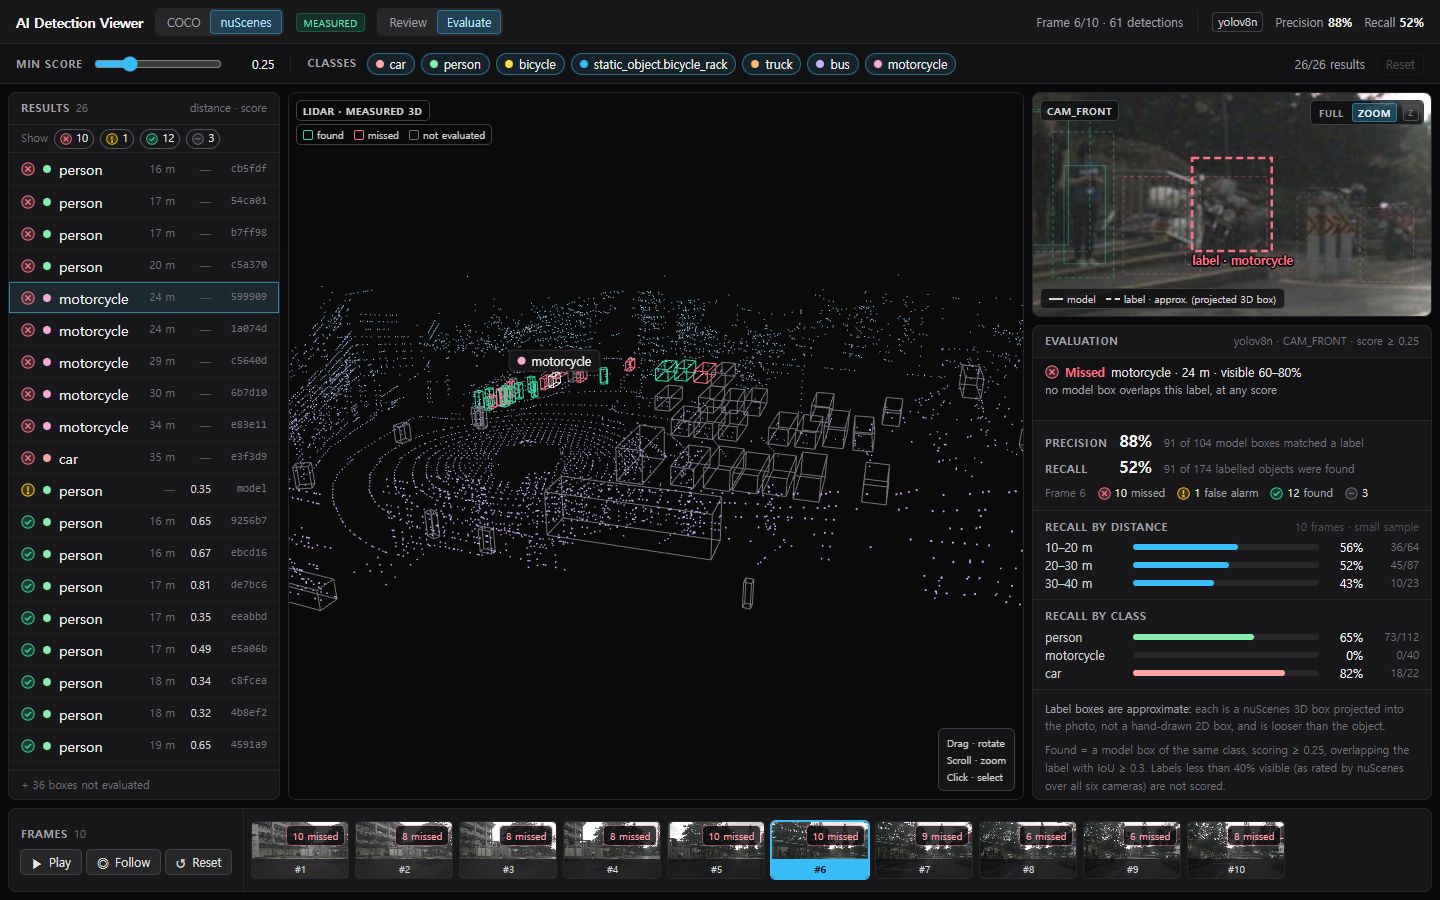 AI Detection Viewer COCO nuScenes MEASURED Review Evaluate Frame 6/10 · 61 detections yolov8n Precision 88% Recall 52%
MIN SCORE 0.25 CLASSES car person bicycle static_object.bicycle_rack truck bus motorcycle 26/26 results Reset
RESULTS 26 distance · score
Show 10 1 12 3
person 16 m — cb5fdf
person 17 m — 54ca01
person 17 m — b7ff98
person 20 m — c5a370
motorcycle 24 m — 599909
motorcycle 24 m — 1a074d
motorcycle 29 m — c5640d
motorcycle 30 m — 6b7d10
motorcycle 34 m — e83e11
car 35 m — e3f3d9
person — 0.35 model
person 16 m 0.65 9256b7
person 16 m 0.67 ebcd16
person 17 m 0.81 de7bc6
person 17 m 0.35 eeabbd
person 17 m 0.49 e5a06b
person 18 m 0.34 c8fcea
person 18 m 0.32 4b8ef2
person 19 m 0.65 4591a9
+ 36 boxes not evaluated
LIDAR · MEASURED 3D
found missed not evaluated
motorcycle
Drag · rotate
Scroll · zoom
Click · select
CAM_FRONT FULL ZOOM Z
label · motorcycle
model label · approx. (projected 3D box)
EVALUATION yolov8n · CAM_FRONT · score ≥ 0.25
Missed motorcycle · 24 m · visible 60–80%
no model box overlaps this label, at any score
PRECISION 88% 91 of 104 model boxes matched a label
RECALL 52% 91 of 174 labelled objects were found
Frame 6 10 missed 1 false alarm 12 found 3
RECALL BY DISTANCE 10 frames · small sample
10–20 m 56% 36/64
20–30 m 52% 45/87
30–40 m 43% 10/23
RECALL BY CLASS
person 65% 73/112
motorcycle 0% 0/40
car 82% 18/22
Label boxes are approximate: each is a nuScenes 3D box projected into
the photo, not a hand-drawn 2D box, and is looser than the object.
Found = a model box of the same class, scoring ≥ 0.25, overlapping the
label with IoU ≥ 0.3. Labels less than 40% visible (as rated by nuScenes
over all six cameras) are not scored.
FRAMES 10
Play Follow Reset
10 missed 8 missed 8 missed 8 missed 10 missed 10 missed 9 missed 6 missed 6 missed 8 missed
#1 #2 #3 #4 #5 #6 #7 #8 #9 #10